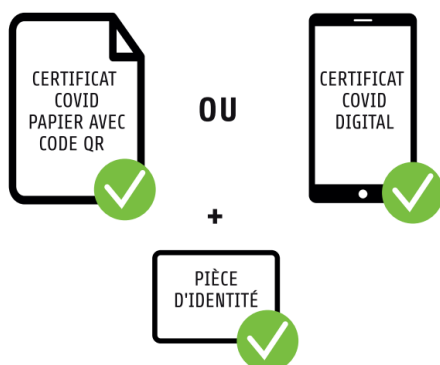 CERTIFICAT
COVID
PAPIER AVEC
CODE QR
OU
CERTIFICAT
COVID
DIGITAL
+
PIÈCE
D'IDENTITÉ